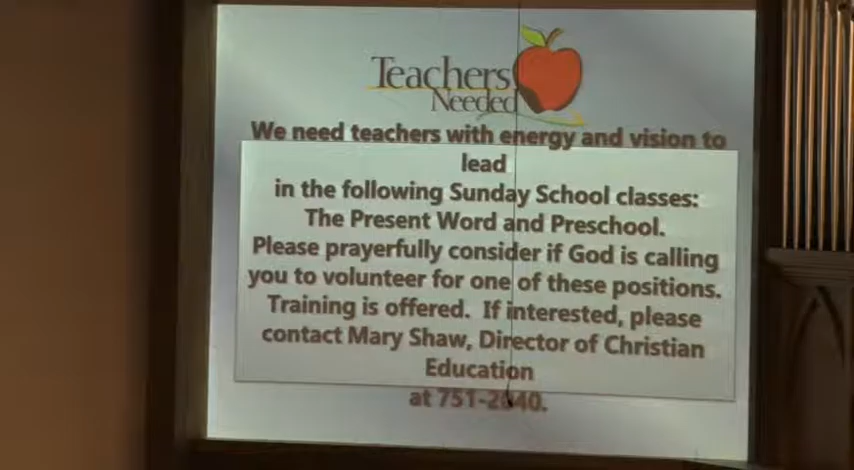 Teachers
Needed
We need teachers with energy and vision to
lead
in the following Sunday School classes:
The Present Word and Preschool.
Please prayerfully consider if God is calling
you to volunteer for one of these positions.
Training is offered. If interested, please
contact Mary Shaw, Director of Christian
Education
at